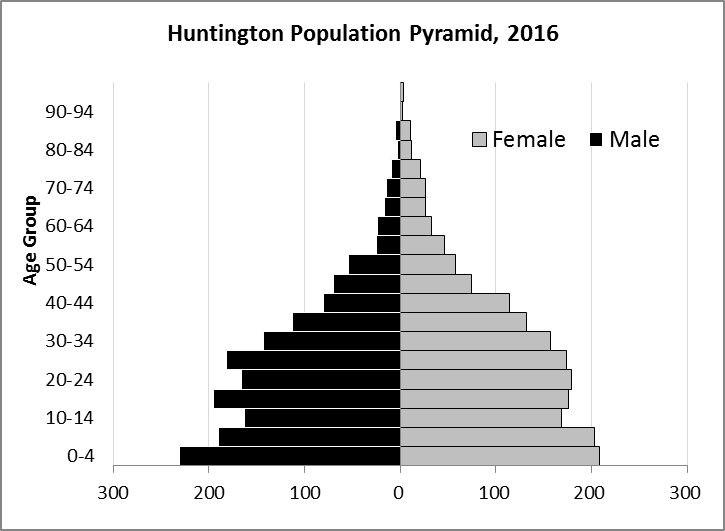 Huntington Population Pyramid, 2016
Female Male
Age Group
90-94
80-84
70-74
60-64
50-54
40-44
30-34
20-24
10-14
0-4
300 200 100 0 100 200 300